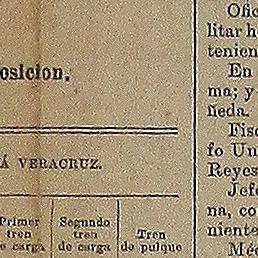 osicion.
Á VERACRUZ.
Primer
tren
de carga
Segundo
tren
de carga
Tren
de pulque
Ofic
litar h
tenien
En
ma; y
ñeda.
Fisc
fo Un
Reyes
Jefe
na, co
niente
Méd